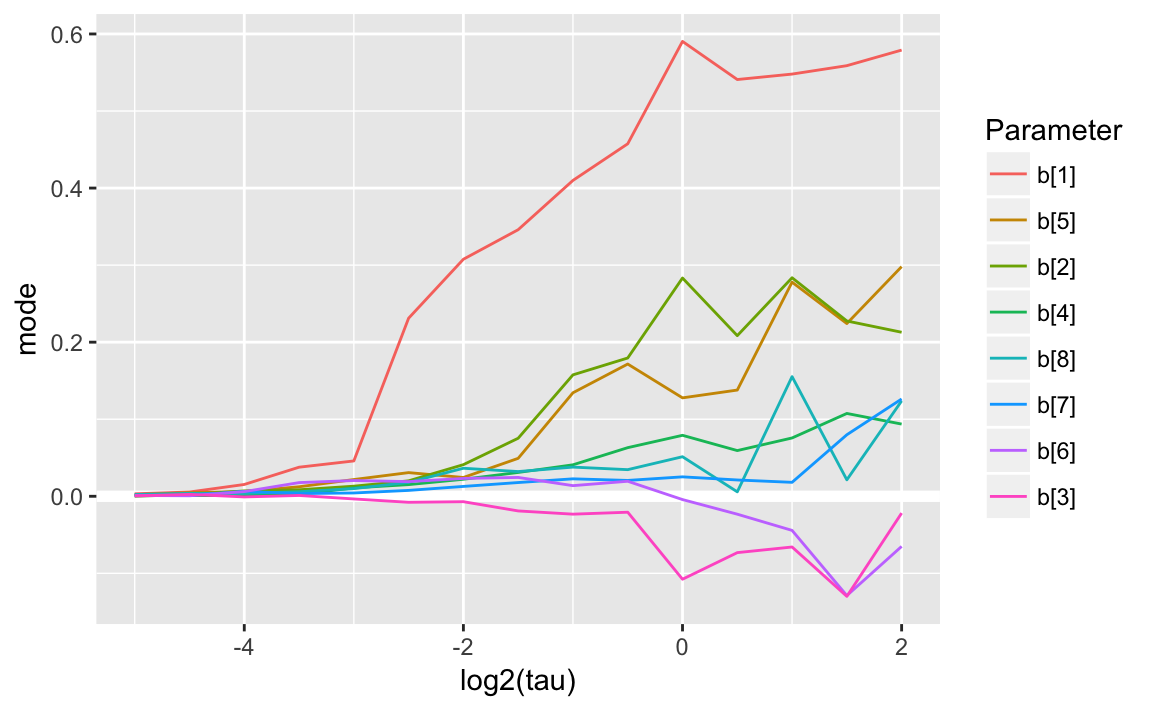 0.6
0.4
0.2
0.0
mode
-4
-2
0
2
log2(tau)
Parameter
b[1]
b[5]
b[2]
b[4]
b[8]
b[7]
b[6]
b[3]